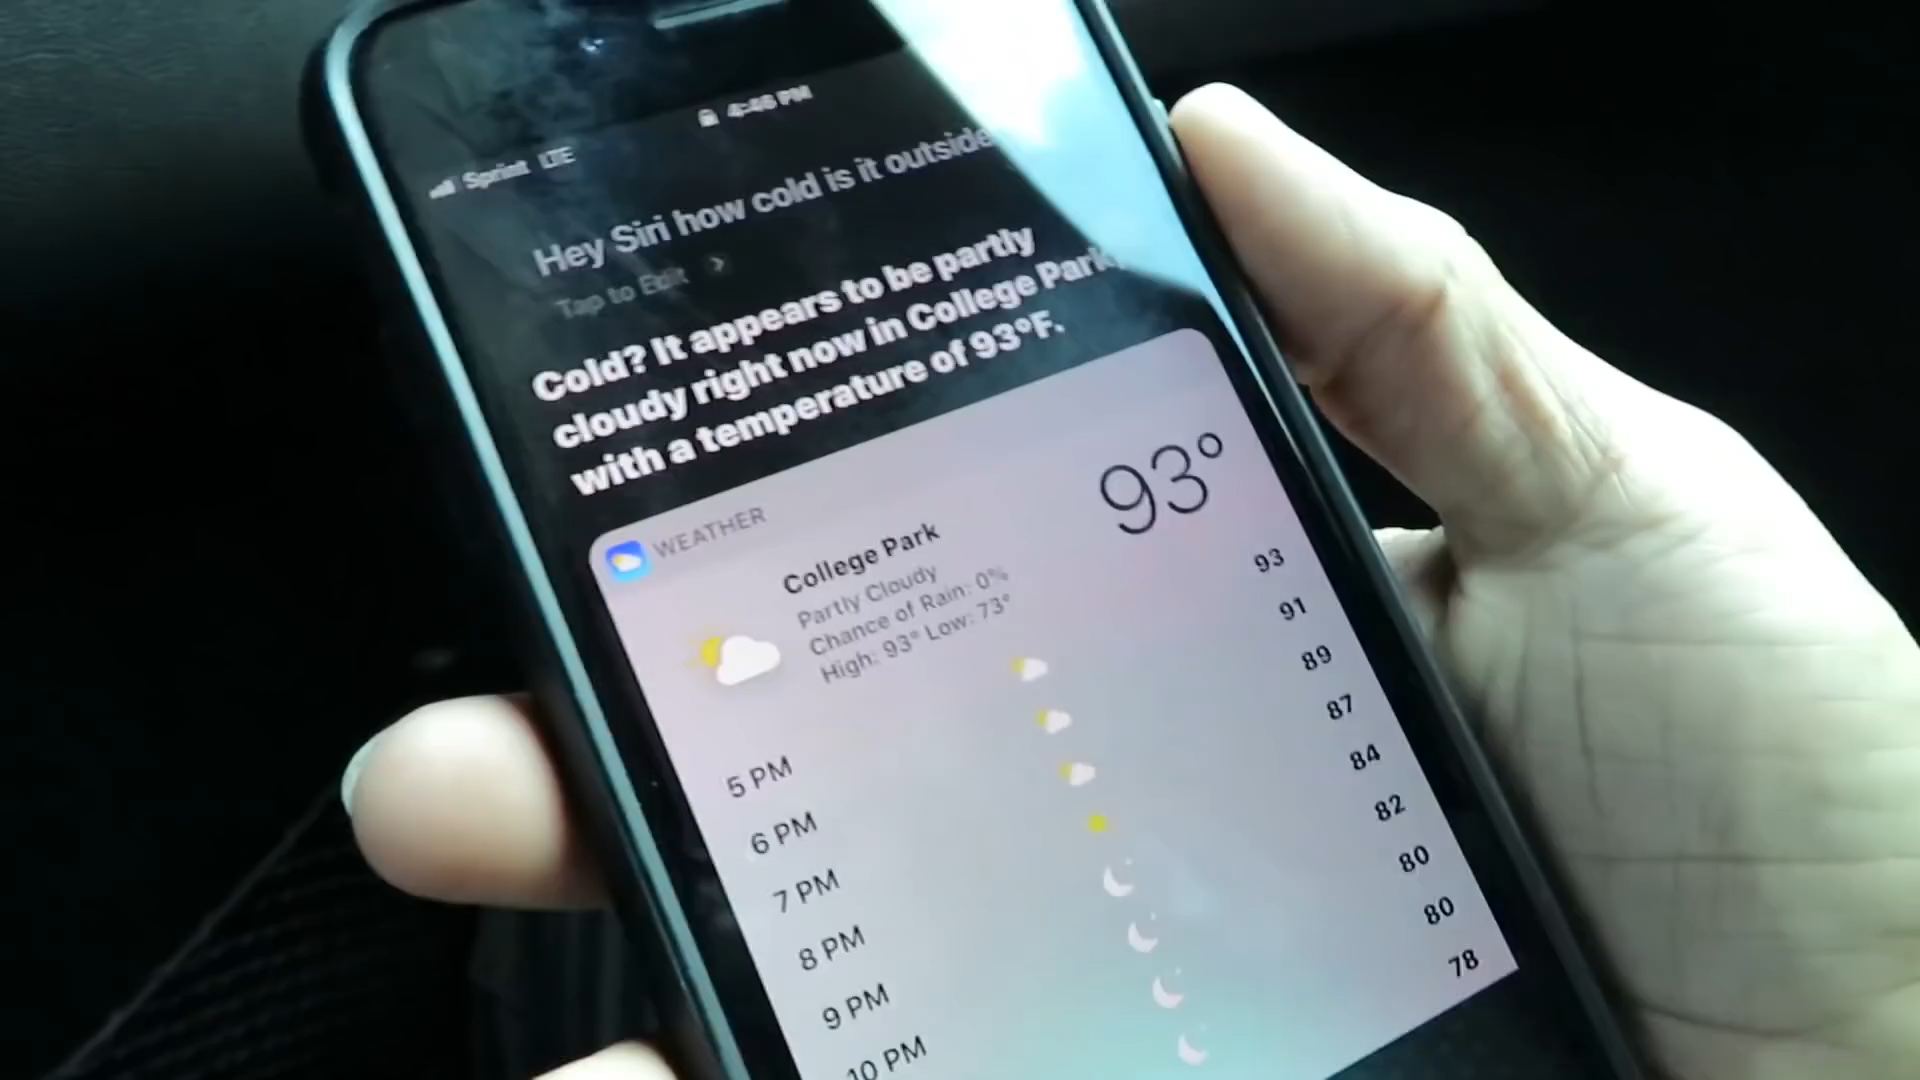 Sprint LTE
4:46 PM
Hey Siri how cold is it outside
Tap to Edit
Cold? It appears to be partly
cloudy right now in College Park
with a temperature of 93°F.
WEATHER
College Park
93°
Partly Cloudy
Chance of Rain: 0%
High: 93° Low: 73°
5 PM 93
6 PM 91
7 PM 89
8 PM 87
9 PM 84
10 PM 82
80
80
78